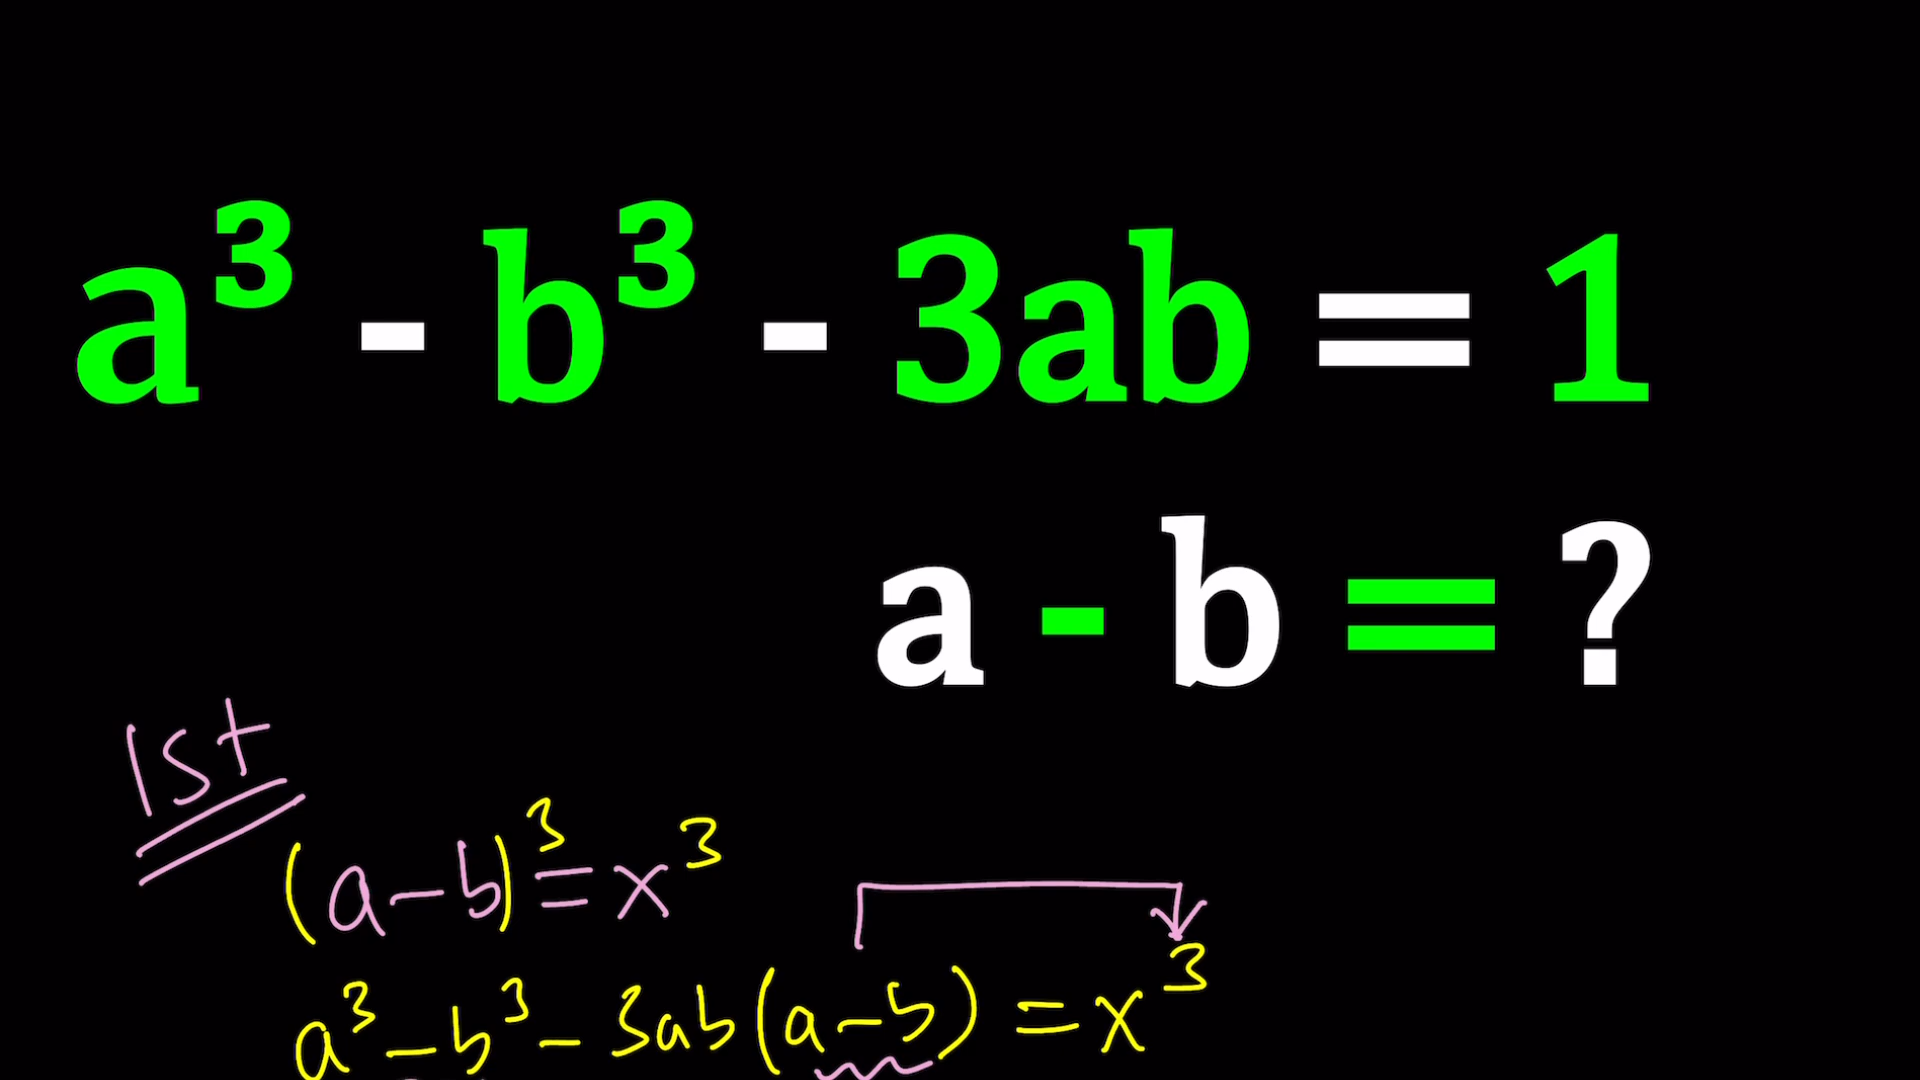 a³ - b³ - 3ab = 1
a - b = ?
1st
(a-b)³ = x³
a³ - b³ - 3ab(a-b) = x³